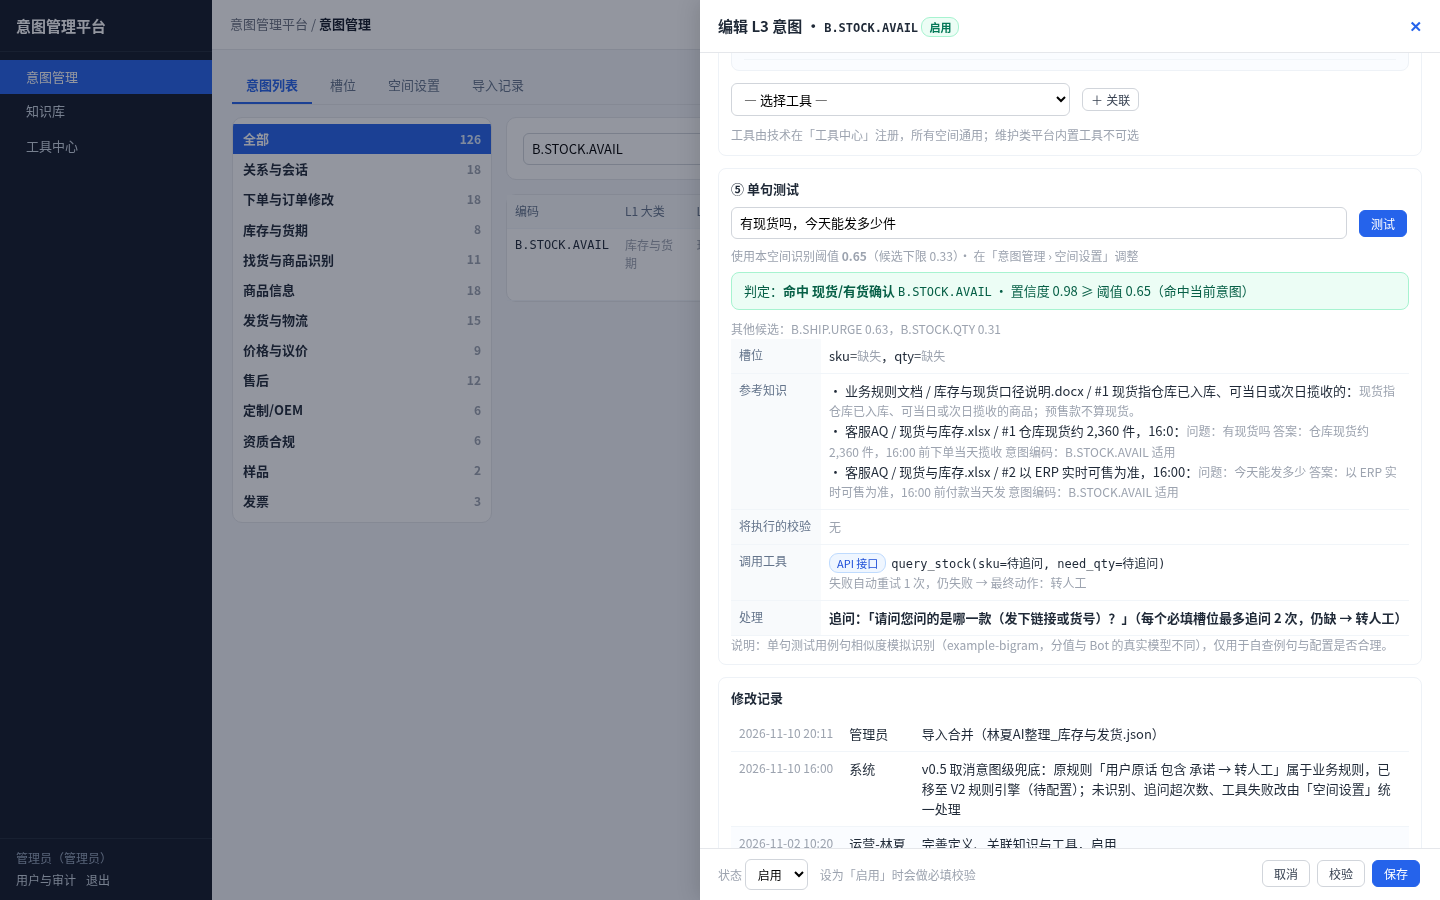 意图管理平台
意图管理
知识库
工具中心
管理员（管理员）
用户与审计 退出
意图管理平台 / 意图管理
意图列表 槽位 空间设置 导入记录
全部 126
关系与会话 18
下单与订单修改 18
库存与货期 8
找货与商品识别 11
商品信息 18
发货与物流 15
价格与议价 9
售后 12
定制/OEM 6
资质合规 6
样品 2
发票 3
B.STOCK.AVAIL
编码 L1 大类
B.STOCK.AVAIL 库存与货
期
编辑 L3 意图 · B.STOCK.AVAIL 启用 ×
— 选择工具 — ＋ 关联
工具由技术在「工具中心」注册，所有空间通用；维护类平台内置工具不可选
⑤ 单句测试
有现货吗，今天能发多少件 测试
使用本空间识别阈值 0.65（候选下限 0.33）· 在「意图管理 › 空间设置」调整
判定：命中 现货/有货确认 B.STOCK.AVAIL · 置信度 0.98 ≥ 阈值 0.65（命中当前意图）
其他候选：B.SHIP.URGE 0.63，B.STOCK.QTY 0.31
槽位 sku=缺失，qty=缺失
参考知识 · 业务规则文档 / 库存与现货口径说明.docx / #1 现货指仓库已入库、可当日或次日揽收的：现货指
仓库已入库、可当日或次日揽收的商品；预售款不算现货。
· 客服AQ / 现货与库存.xlsx / #1 仓库现货约 2,360 件，16:0：问题：有现货吗 答案：仓库现货约
2,360 件，16:00 前下单当天揽收 意图编码：B.STOCK.AVAIL 适用
· 客服AQ / 现货与库存.xlsx / #2 以 ERP 实时可售为准，16:00：问题：今天能发多少 答案：以 ERP 实
时可售为准，16:00 前付款当天发 意图编码：B.STOCK.AVAIL 适用
将执行的校验 无
调用工具 API 接口 query_stock(sku=待追问, need_qty=待追问)
失败自动重试 1 次，仍失败 → 最终动作：转人工
处理 追问：「请问您问的是哪一款（发下链接或货号）？」（每个必填槽位最多追问 2 次，仍缺 → 转人工）
说明：单句测试用例句相似度模拟识别（example-bigram，分值与 Bot 的真实模型不同），仅用于自查例句与配置是否合理。
修改记录
2026-11-10 20:11 管理员 导入合并（林夏AI整理_库存与发货.json）
2026-11-10 16:00 系统 v0.5 取消意图级兜底：原规则「用户原话 包含 承诺 → 转人工」属于业务规则，已
移至 V2 规则引擎（待配置）；未识别、追问超次数、工具失败改由「空间设置」统
一处理
2026-11-02 10:20 运营-林夏 完善定义、关联知识与工具，启用
状态 启用 设为「启用」时会做必填校验 取消 校验 保存